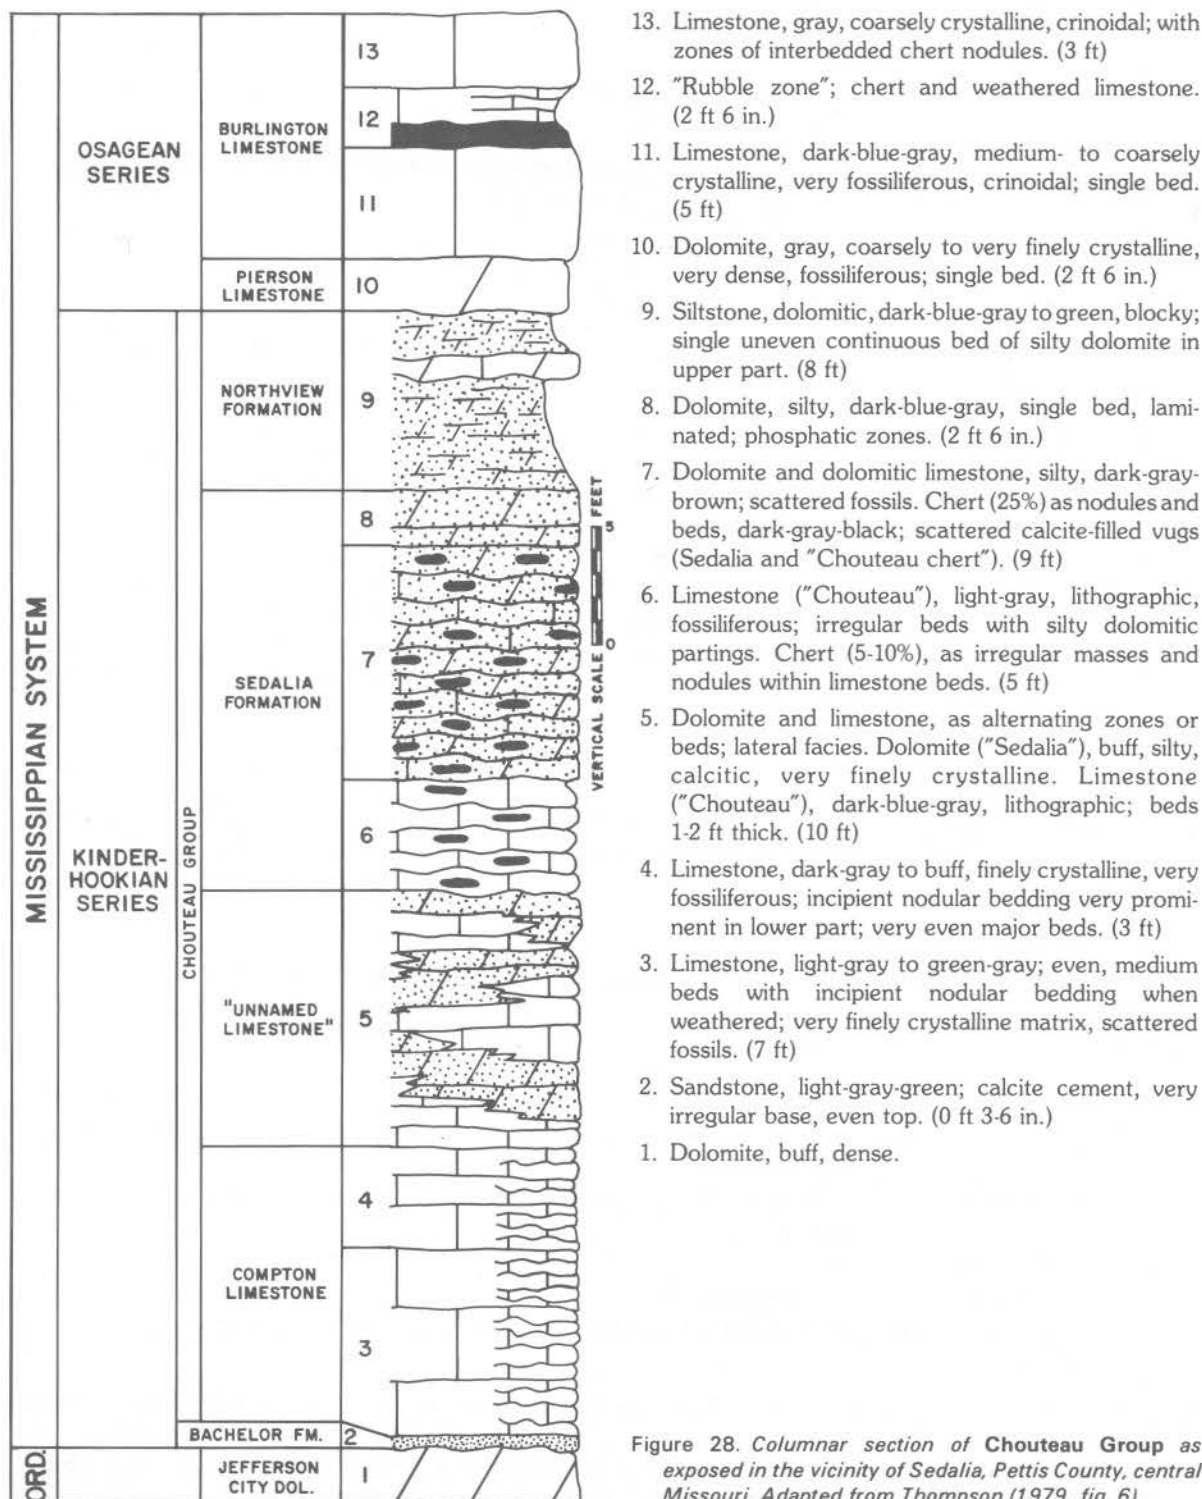 13
12
11
10
9
8
7
6
5
4
3
2
1
MISSISSIPPIAN SYSTEM
ORD.
OSAGEAN
SERIES
KINDER-
HOOKIAN
SERIES
CHOUTEAU GROUP
BURLINGTON
LIMESTONE
PIERSON
LIMESTONE
NORTHVIEW
FORMATION
SEDALIA
FORMATION
"UNNAMED
LIMESTONE"
COMPTON
LIMESTONE
BACHELOR FM.
JEFFERSON
CITY DOL.
VERTICAL SCALE FEET
5
0
13. Limestone, gray, coarsely crystalline, crinoidal; with
zones of interbedded chert nodules. (3 ft)
12. "Rubble zone"; chert and weathered limestone.
(2 ft 6 in.)
11. Limestone, dark-blue-gray, medium- to coarsely
crystalline, very fossiliferous, crinoidal; single bed.
(5 ft)
10. Dolomite, gray, coarsely to very finely crystalline,
very dense, fossiliferous; single bed. (2 ft 6 in.)
9. Siltstone, dolomitic, dark-blue-gray to green, blocky;
single uneven continuous bed of silty dolomite in
upper part. (8 ft)
8. Dolomite, silty, dark-blue-gray, single bed, lami-
nated; phosphatic zones. (2 ft 6 in.)
7. Dolomite and dolomitic limestone, silty, dark-gray-
brown; scattered fossils. Chert (25%) as nodules and
beds, dark-gray-black; scattered calcite-filled vugs
(Sedalia and "Chouteau chert"). (9 ft)
6. Limestone ("Chouteau"), light-gray, lithographic,
fossiliferous; irregular beds with silty dolomitic
partings. Chert (5-10%), as irregular masses and
nodules within limestone beds. (5 ft)
5. Dolomite and limestone, as alternating zones or
beds; lateral facies. Dolomite ("Sedalia"), buff, silty,
calcitic, very finely crystalline. Limestone
("Chouteau"), dark-blue-gray, lithographic; beds
1-2 ft thick. (10 ft)
4. Limestone, dark-gray to buff, finely crystalline, very
fossiliferous; incipient nodular bedding very promi-
nent in lower part; very even major beds. (3 ft)
3. Limestone, light-gray to green-gray; even, medium
beds with incipient nodular bedding when
weathered; very finely crystalline matrix, scattered
fossils. (7 ft)
2. Sandstone, light-gray-green; calcite cement, very
irregular base, even top. (0 ft 3-6 in.)
1. Dolomite, buff, dense.
Figure 28. Columnar section of Chouteau Group as
exposed in the vicinity of Sedalia, Pettis County, central
Missouri. Adapted from Thompson (1979, fig. 6).